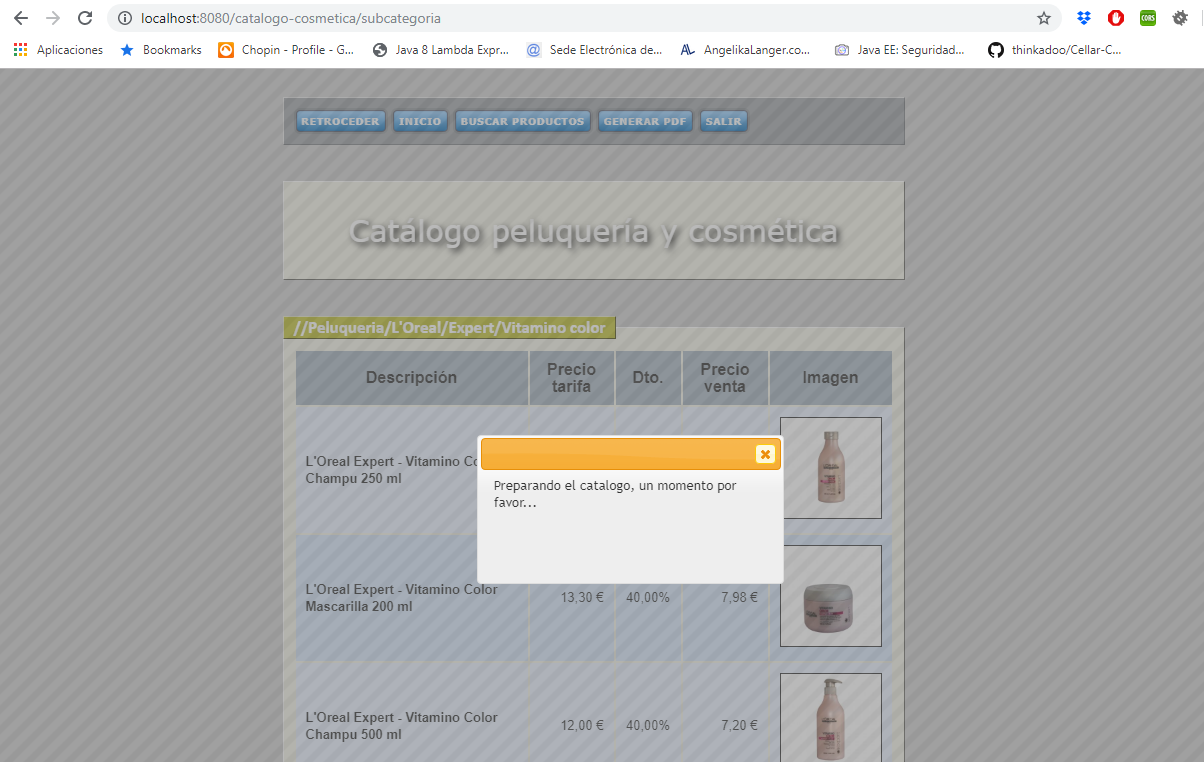 localhost:8080/catalogo-cosmetica/subcategoria
Aplicaciones Bookmarks Chopin - Profile - G... Java 8 Lambda Expr... Sede Electrónica de... AngelikaLanger.co... Java EE: Seguridad... thinkadoo/Cellar-C...
RETROCEDER INICIO BUSCAR PRODUCTOS GENERAR PDF SALIR
Catálogo peluquería y cosmética
//Peluqueria/L'Oreal/Expert/Vitamino color
Descripción Precio tarifa Dto. Precio venta Imagen
L'Oreal Expert - Vitamino Co
Champu 250 ml
Preparando el catalogo, un momento por
favor...
L'Oreal Expert - Vitamino Color
Mascarilla 200 ml
13,30 € 40,00% 7,98 €
L'Oreal Expert - Vitamino Color
Champu 500 ml
12,00 € 40,00% 7,20 €